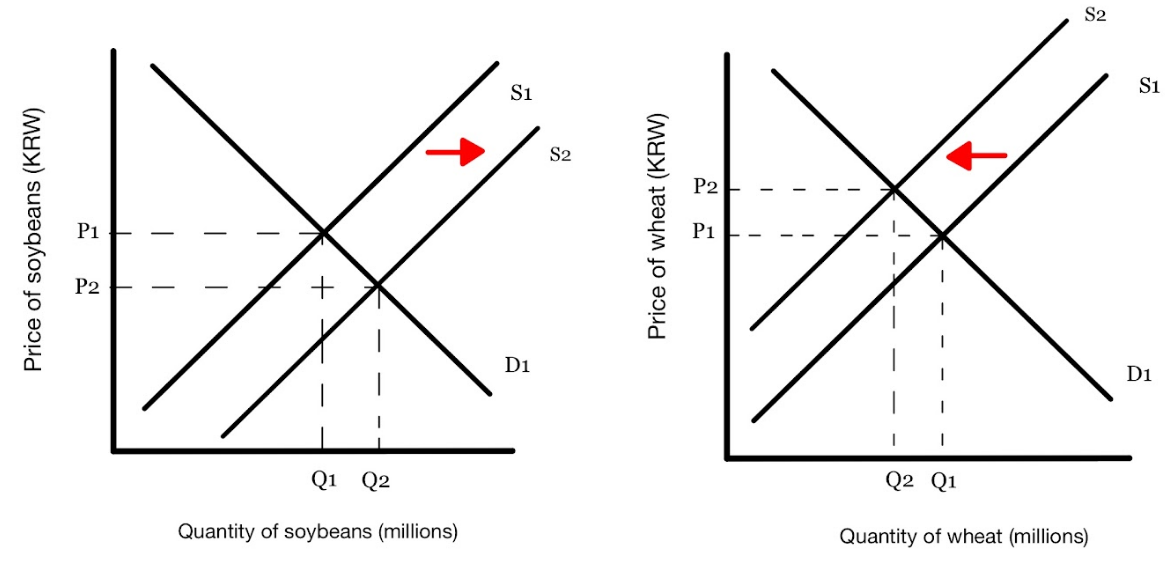 Price of soybeans (KRW)
S1
S2
P1
P2
D1
Q1 Q2
Quantity of soybeans (millions)
Price of wheat (KRW)
S2
S1
P2
P1
D1
Q2 Q1
Quantity of wheat (millions)